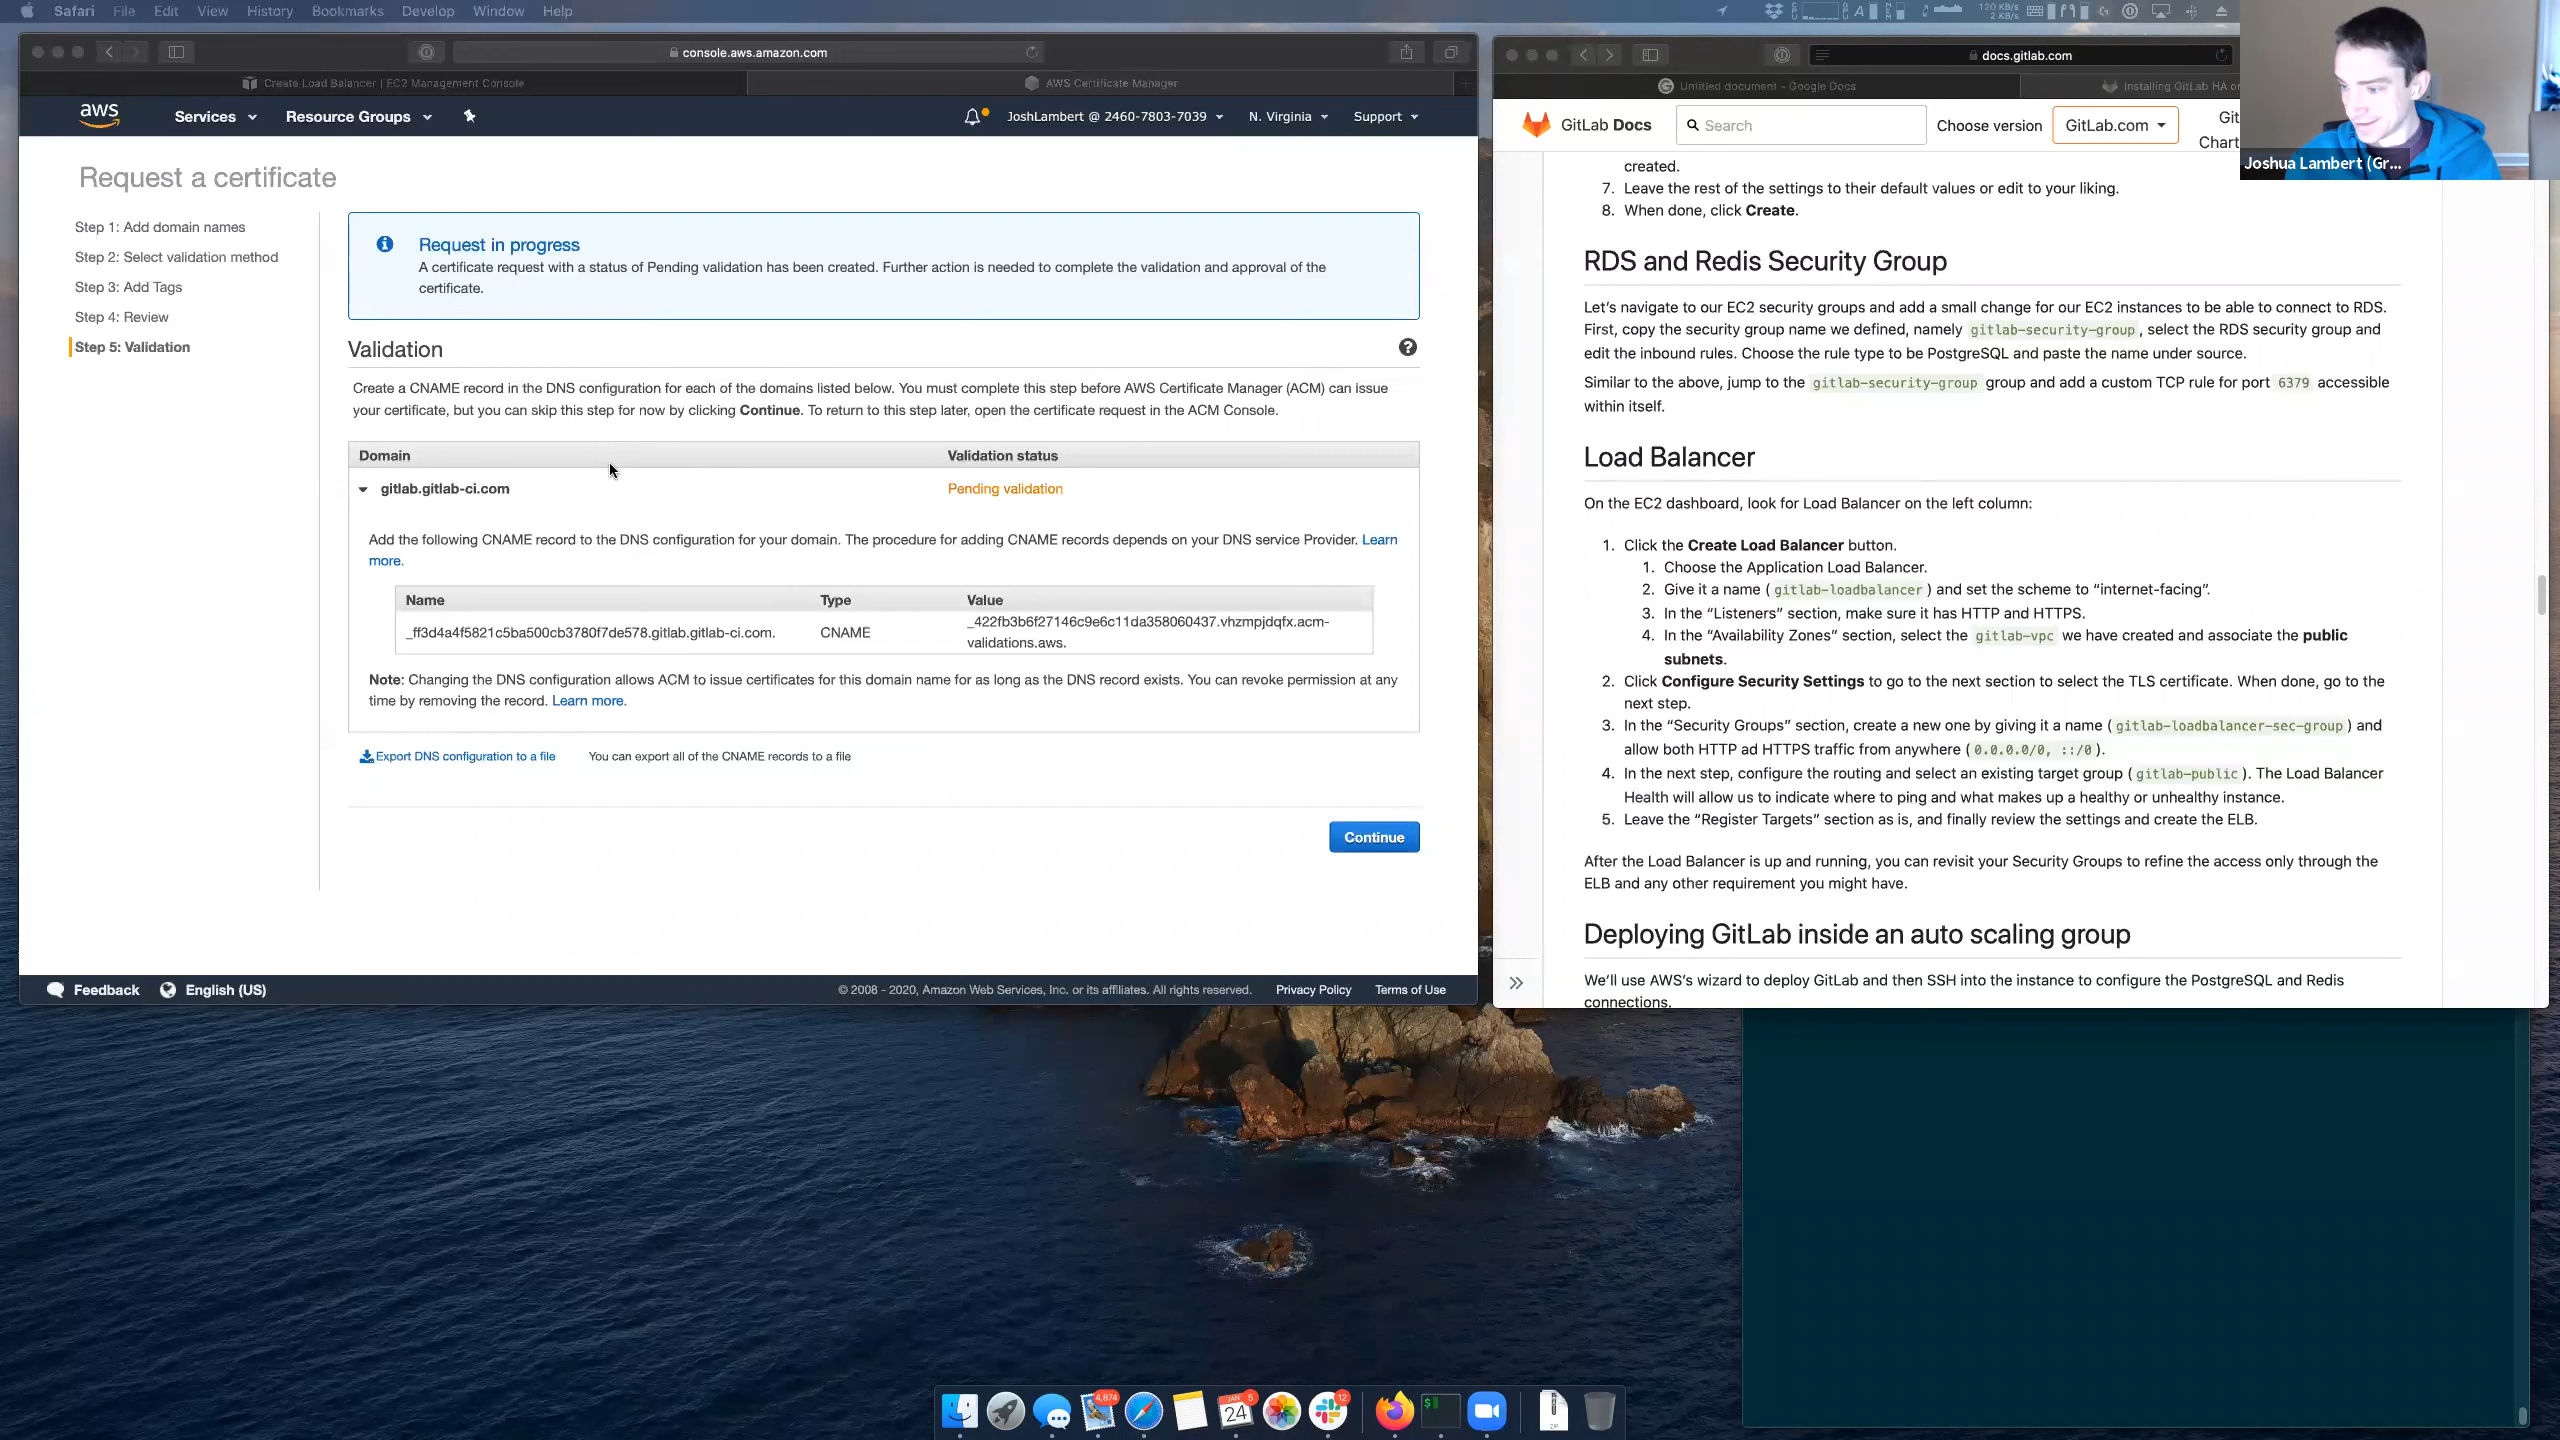 Safari File Edit View History Bookmarks Develop Window Help
120 KB/s
2 KB/s
console.aws.amazon.com
Create Load Balancer | EC2 Management Console
AWS Certificate Manager
aws
Services
Resource Groups
JoshLambert @ 2460-7803-7039
N. Virginia
Support
Request a certificate
Step 1: Add domain names
Step 2: Select validation method
Step 3: Add Tags
Step 4: Review
Step 5: Validation
Request in progress
A certificate request with a status of Pending validation has been created. Further action is needed to complete the validation and approval of the
certificate.
Validation
Create a CNAME record in the DNS configuration for each of the domains listed below. You must complete this step before AWS Certificate Manager (ACM) can issue
your certificate, but you can skip this step for now by clicking Continue. To return to this step later, open the certificate request in the ACM Console.
Domain
Validation status
gitlab.gitlab-ci.com
Pending validation
Add the following CNAME record to the DNS configuration for your domain. The procedure for adding CNAME records depends on your DNS service Provider. Learn
more.
Name
Type
Value
_ff3d4a4f5821c5ba500cb3780f7de578.gitlab.gitlab-ci.com.
CNAME
_422fb3b6f27146c9e6c11da358060437.vhzmpjdqfx.acm-
validations.aws.
Note: Changing the DNS configuration allows ACM to issue certificates for this domain name for as long as the DNS record exists. You can revoke permission at any
time by removing the record. Learn more.
Export DNS configuration to a file
You can export all of the CNAME records to a file
Continue
Feedback
English (US)
© 2008 - 2020, Amazon Web Services, Inc. or its affiliates. All rights reserved.
Privacy Policy
Terms of Use
docs.gitlab.com
Untitled document - Google Docs
Installing GitLab HA on
GitLab Docs
Search
Choose version
GitLab.com
Git
Chart
Joshua Lambert (Gr...
created.
7. Leave the rest of the settings to their default values or edit to your liking.
8. When done, click Create.
RDS and Redis Security Group
Let's navigate to our EC2 security groups and add a small change for our EC2 instances to be able to connect to RDS.
First, copy the security group name we defined, namely gitlab-security-group, select the RDS security group and
edit the inbound rules. Choose the rule type to be PostgreSQL and paste the name under source.
Similar to the above, jump to the gitlab-security-group group and add a custom TCP rule for port 6379 accessible
within itself.
Load Balancer
On the EC2 dashboard, look for Load Balancer on the left column:
1. Click the Create Load Balancer button.
1. Choose the Application Load Balancer.
2. Give it a name ( gitlab-loadbalancer ) and set the scheme to “internet-facing”.
3. In the “Listeners” section, make sure it has HTTP and HTTPS.
4. In the “Availability Zones” section, select the gitlab-vpc we have created and associate the public
subnets.
2. Click Configure Security Settings to go to the next section to select the TLS certificate. When done, go to the
next step.
3. In the “Security Groups” section, create a new one by giving it a name ( gitlab-loadbalancer-sec-group ) and
allow both HTTP ad HTTPS traffic from anywhere ( 0.0.0.0/0, ::/0 ).
4. In the next step, configure the routing and select an existing target group ( gitlab-public ). The Load Balancer
Health will allow us to indicate where to ping and what makes up a healthy or unhealthy instance.
5. Leave the “Register Targets” section as is, and finally review the settings and create the ELB.
After the Load Balancer is up and running, you can revisit your Security Groups to refine the access only through the
ELB and any other requirement you might have.
Deploying GitLab inside an auto scaling group
We'll use AWS's wizard to deploy GitLab and then SSH into the instance to configure the PostgreSQL and Redis
connections.
4,874
JAN
5
24
12
ZIP